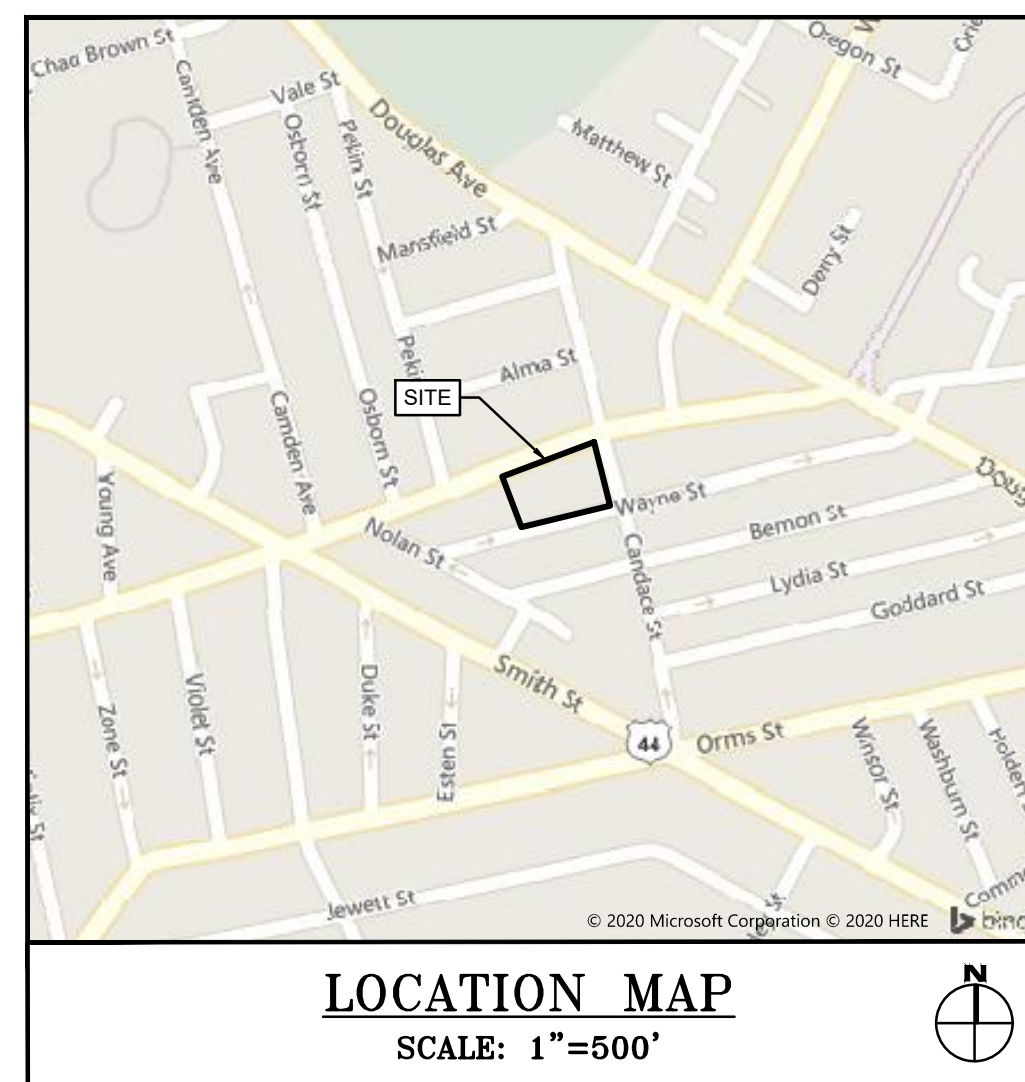 Chad Brown St
Camden Ave
Vale St
Osborn St
Pekin St
Douglas Ave
Mansfield St
Matthew St
Oregon St
Derry St
Alma St
SITE
Camden Ave
Osborn St
Young Ave
Nolan St
Wayne St
Bernon St
Lydia St
Goddard St
Candace St
Smith St
44
Orms St
Zone St
Violet St
Duke St
Esten St
Winsor St
Washburn St
Jewett St
© 2020 Microsoft Corporation © 2020 HERE
LOCATION MAP
SCALE: 1"=500'
N